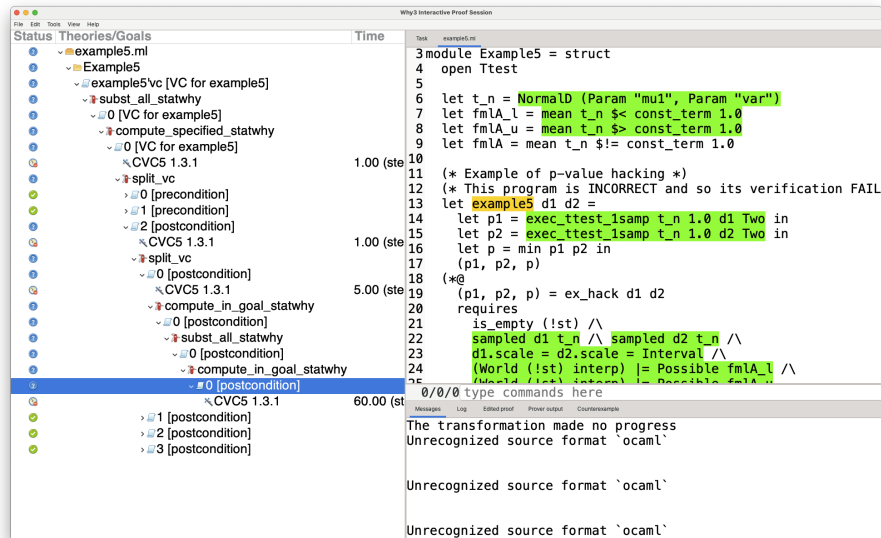 Why3 Interactive Proof Session
File Edit Tools View Help
Status Theories/Goals Time
example5.ml
Example5
example5'vc [VC for example5]
subst_all_statwhy
0 [VC for example5]
compute_specified_statwhy
0 [VC for example5]
CVC5 1.3.1 1.00 (ste
split_vc
0 [precondition]
1 [precondition]
2 [postcondition]
CVC5 1.3.1 1.00 (ste
split_vc
0 [postcondition]
CVC5 1.3.1 5.00 (ste
compute_in_goal_statwhy
0 [postcondition]
subst_all_statwhy
0 [postcondition]
compute_in_goal_statwhy
0 [postcondition]
CVC5 1.3.1 60.00 (st
1 [postcondition]
2 [postcondition]
3 [postcondition]
Task example5.ml
3 module Example5 = struct
4 open Ttest
5
6 let t_n = NormalD (Param "mu1", Param "var")
7 let fmlA_l = mean t_n $< const_term 1.0
8 let fmlA_u = mean t_n $> const_term 1.0
9 let fmlA = mean t_n $!= const_term 1.0
10
11 (* Example of p-value hacking *)
12 (* This program is INCORRECT and so its verification FAIL
13 let example5 d1 d2 =
14 let p1 = exec_ttest_1samp t_n 1.0 d1 Two in
15 let p2 = exec_ttest_1samp t_n 1.0 d2 Two in
16 let p = min p1 p2 in
17 (p1, p2, p)
18 (*@
19 (p1, p2, p) = ex_hack d1 d2
20 requires
21 is_empty (!st) /\
22 sampled d1 t_n /\ sampled d2 t_n /\
23 d1.scale = d2.scale = Interval /\
24 (World (!st) interp) |= Possible fmlA_l /\
25 (World (!st) interp) |= Possible fmlA_u
0/0/0 type commands here
Messages Log Edited proof Prover output Counterexample
The transformation made no progress
Unrecognized source format `ocaml`
Unrecognized source format `ocaml`
Unrecognized source format `ocaml`